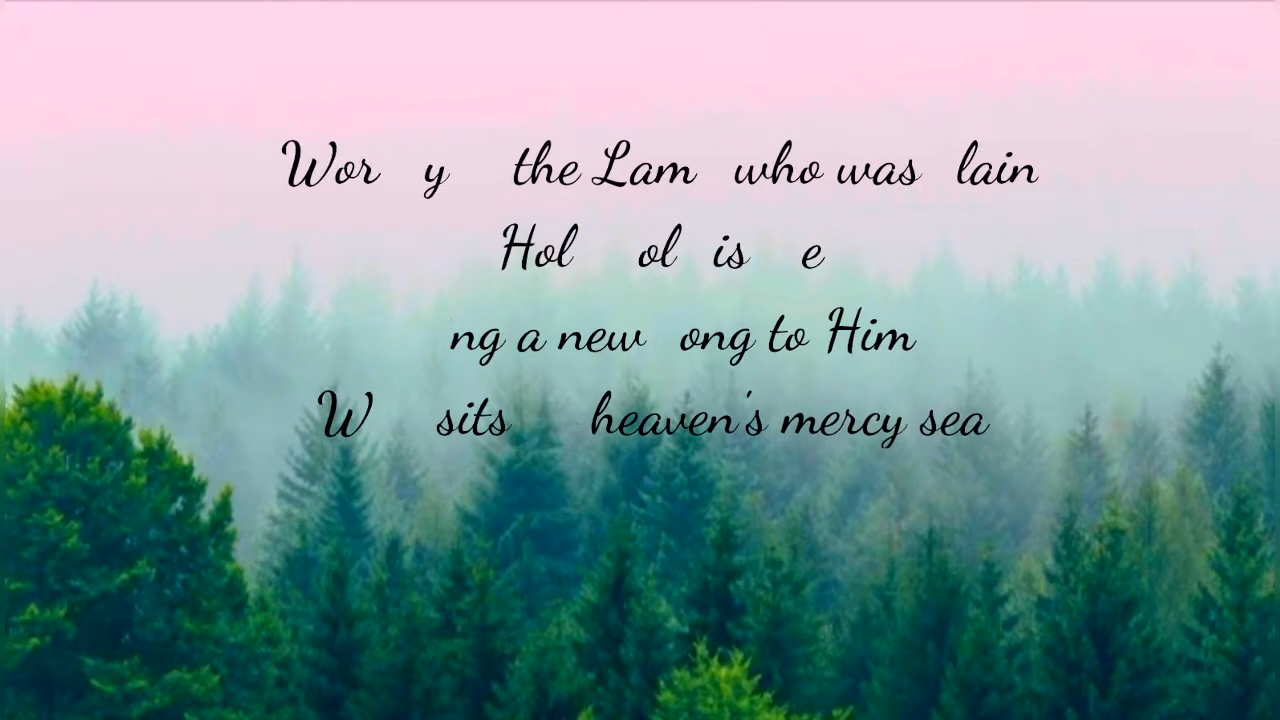 Wor y the Lam who was lain
Hol ol is e
ng a new ong to Him
W sits heaven's mercy sea